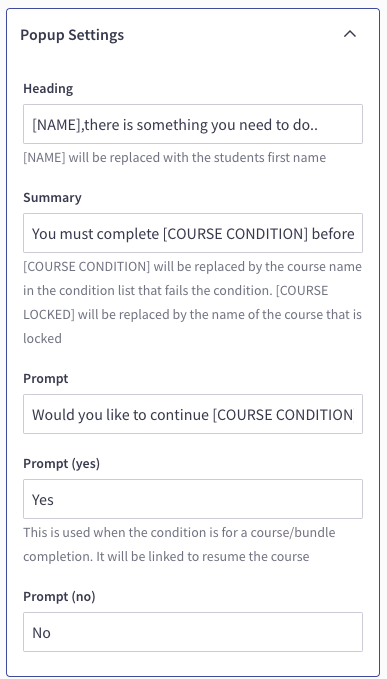 Popup Settings
Heading
[NAME],there is something you need to do..
[NAME] will be replaced with the students first name
Summary
You must complete [COURSE CONDITION] before
[COURSE CONDITION] will be replaced by the course name
in the condition list that fails the condition. [COURSE
LOCKED] will be replaced by the name of the course that is
locked
Prompt
Would you like to continue [COURSE CONDITION
Prompt (yes)
Yes
This is used when the condition is for a course/bundle
completion. It will be linked to resume the course
Prompt (no)
No